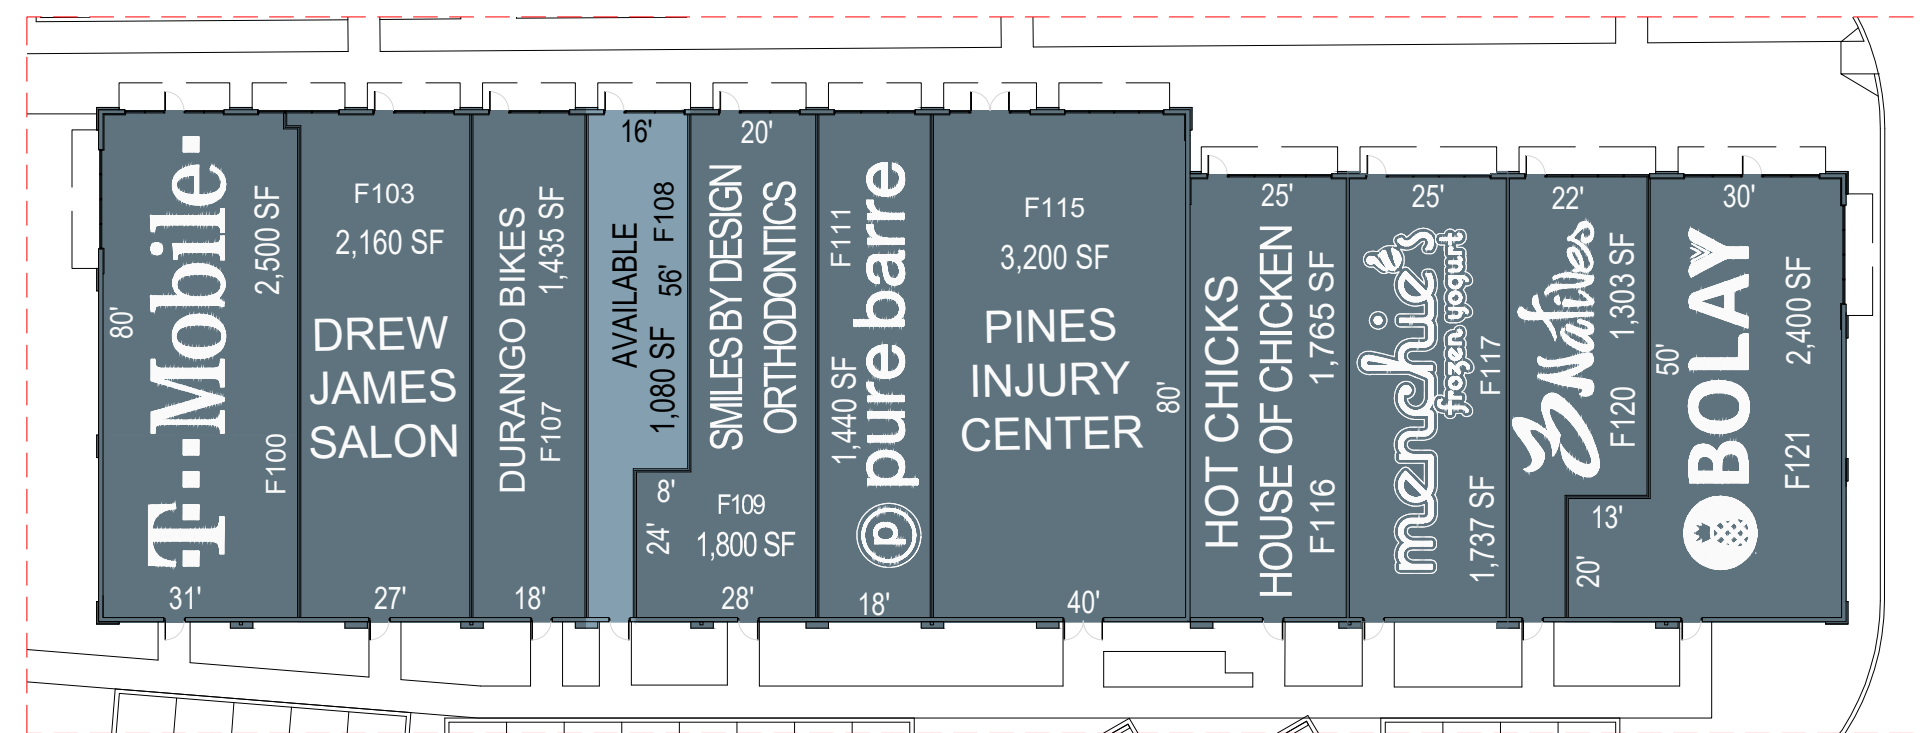 T··Mobile·
2,500 SF
F100
80'
31'
F103
2,160 SF
DREW
JAMES
SALON
27'
DURANGO BIKES
1,435 SF
F107
18'
16'
AVAILABLE
1,080 SF 56' F108
8'
24'
20'
SMILES BY DESIGN
ORTHODONTICS
F109
1,800 SF
28'
F111
1,440 SF
pure barre
p
18'
F115
3,200 SF
PINES
INJURY
CENTER
80'
40'
25'
HOT CHICKS
HOUSE OF CHICKEN
F116 1,765 SF
25'
menchie's
frozen yogurt
F117
1,737 SF
22'
3 Natives
F120 1,303 SF
13'
20'
50'
30'
BOLAY
F121 2,400 SF